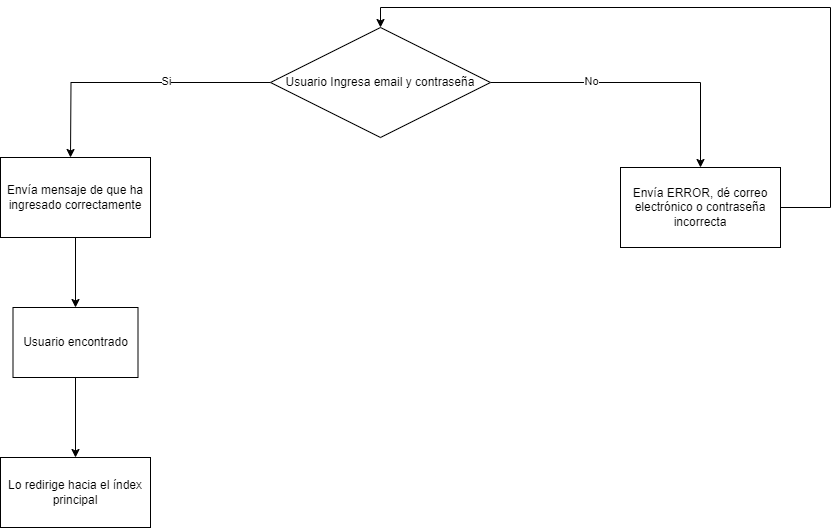 Usuario Ingresa email y contraseña
Si
No
Envía mensaje de que ha
ingresado correctamente
Envía ERROR, dé correo
electrónico o contraseña
incorrecta
Usuario encontrado
Lo redirige hacia el índex
principal